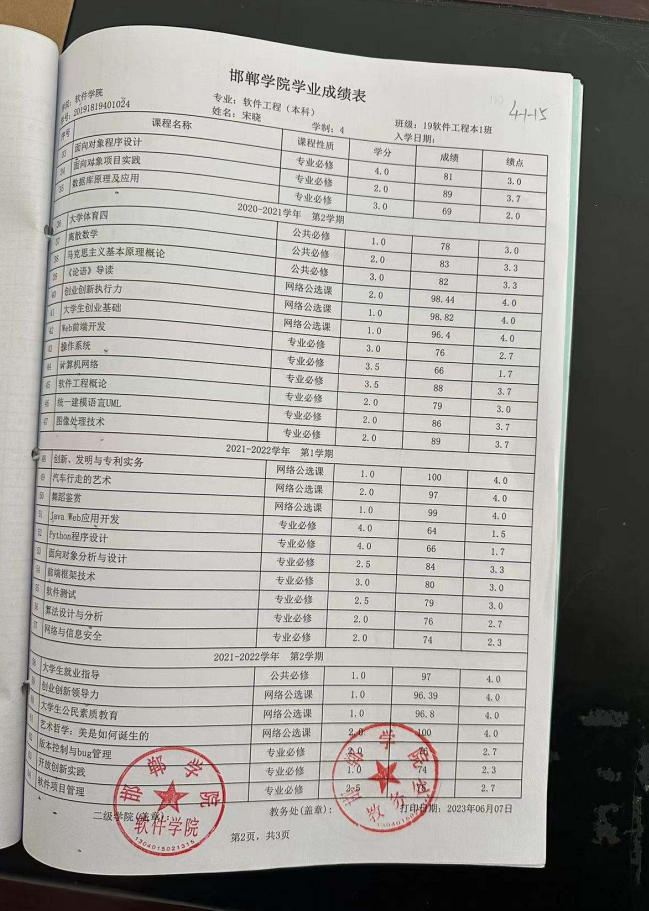 邯郸学院学业成绩表
4-1-15
软件学院 专业：软件工程（本科） 学制：4 班级：19软件工程本1班
学号：20191819401024 姓名：宋晓 入学日期：
序号 课程名称 课程性质 学分 成绩 绩点
33 面向对象程序设计 专业必修 4.0 81 3.0
34 面向对象项目实践 专业必修 2.0 89 3.7
35 数据库原理及应用 专业必修 3.0 69 2.0
2020-2021学年 第2学期
36 大学体育四 公共必修 1.0 78 3.0
37 离散数学 公共必修 2.0 83 3.3
38 马克思主义基本原理概论 公共必修 3.0 82 3.3
39 《论语》导读 网络公选课 2.0 98.44 4.0
40 创业创新执行力 网络公选课 1.0 98.82 4.0
41 大学生创业基础 网络公选课 1.0 96.4 4.0
42 Web前端开发 专业必修 3.0 76 2.7
43 操作系统 专业必修 3.5 66 1.7
44 计算机网络 专业必修 3.5 88 3.7
45 软件工程概论 专业必修 2.0 79 3.0
46 统一建模语言UML 专业必修 2.0 86 3.7
47 图像处理技术 专业必修 2.0 89 3.7
2021-2022学年 第1学期
48 创新、发明与专利实务 网络公选课 1.0 100 4.0
49 汽车行走的艺术 网络公选课 2.0 97 4.0
50 舞蹈鉴赏 网络公选课 1.0 99 4.0
51 Java Web应用开发 专业必修 4.0 64 1.5
52 Python程序设计 专业必修 4.0 66 1.7
53 面向对象分析与设计 专业必修 2.5 84 3.3
54 前端框架技术 专业必修 3.0 80 3.0
55 软件测试 专业必修 2.5 79 3.0
56 算法设计与分析 专业必修 2.0 76 2.7
57 网络与信息安全 专业必修 2.0 74 2.3
2021-2022学年 第2学期
58 大学生就业指导 公共必修 1.0 97 4.0
59 创业创新领导力 网络公选课 1.0 96.39 4.0
60 大学生公民素质教育 网络公选课 1.0 96.8 4.0
61 艺术哲学：美是如何诞生的 网络公选课 2.0 100 4.0
62 版本控制与bug管理 专业必修 2.0 76 2.7
63 开放创新实践 专业必修 1.0 74 2.3
64 软件项目管理 专业必修 2.5 2.7
二级学院(盖章)： 教务处(盖章)： 打印日期：2023年06月07日
邯郸学院
软件学院
1304015021315
邯郸学院
教务处
第2页，共3页